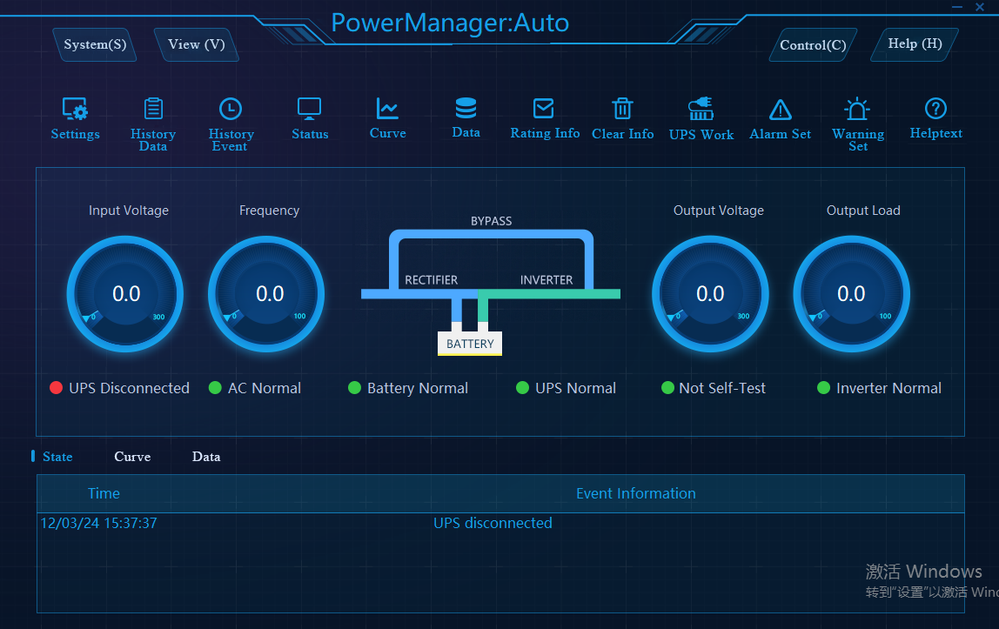 PowerManager:Auto
System(S)
View (V)
Control(C)
Help (H)
Settings
History
Data
History
Event
Status
Curve
Data
Rating Info
Clear Info
UPS Work
Alarm Set
Warning
Set
Helptext
Input Voltage
Frequency
Output Voltage
Output Load
0.0
0
300
0.0
0
100
BYPASS
RECTIFIER
INVERTER
BATTERY
0.0
0
300
0.0
0
100
UPS Disconnected
AC Normal
Battery Normal
UPS Normal
Not Self-Test
Inverter Normal
State
Curve
Data
Time
Event Information
12/03/24 15:37:37
UPS disconnected
激活 Windows
转到“设置”以激活 Wind